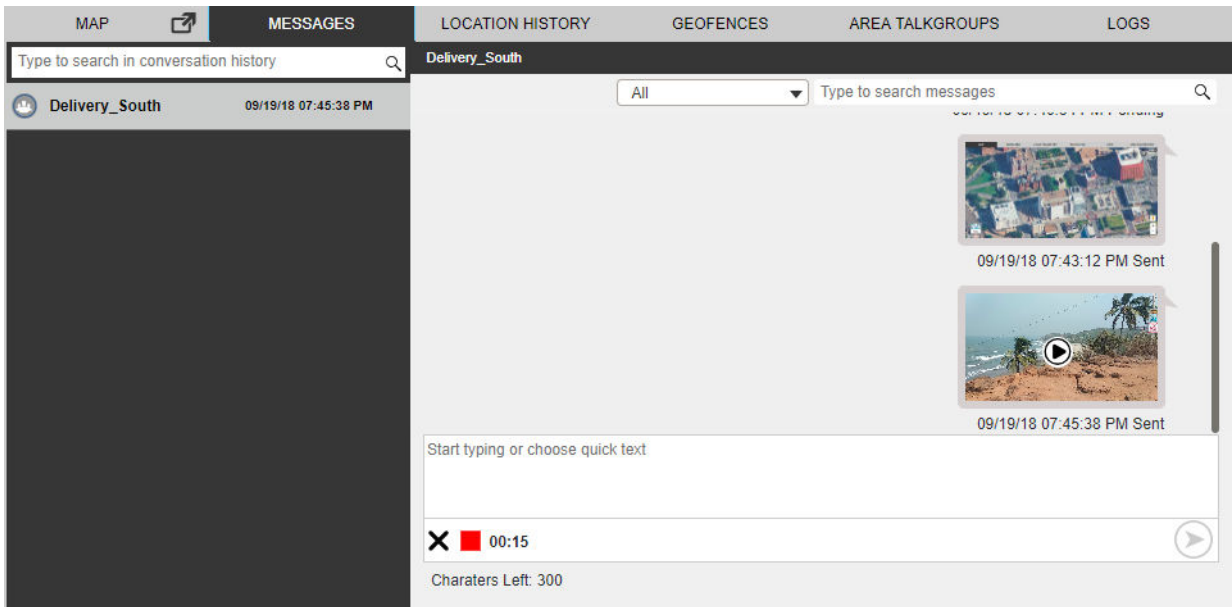 MAP MESSAGES LOCATION HISTORY GEOFENCES AREA TALKGROUPS LOGS
Type to search in conversation history
Delivery_South
Delivery_South 09/19/18 07:45:38 PM
All Type to search messages
09/19/18 07:43:12 PM Sent
09/19/18 07:45:38 PM Sent
Start typing or choose quick text
00:15
Charaters Left: 300